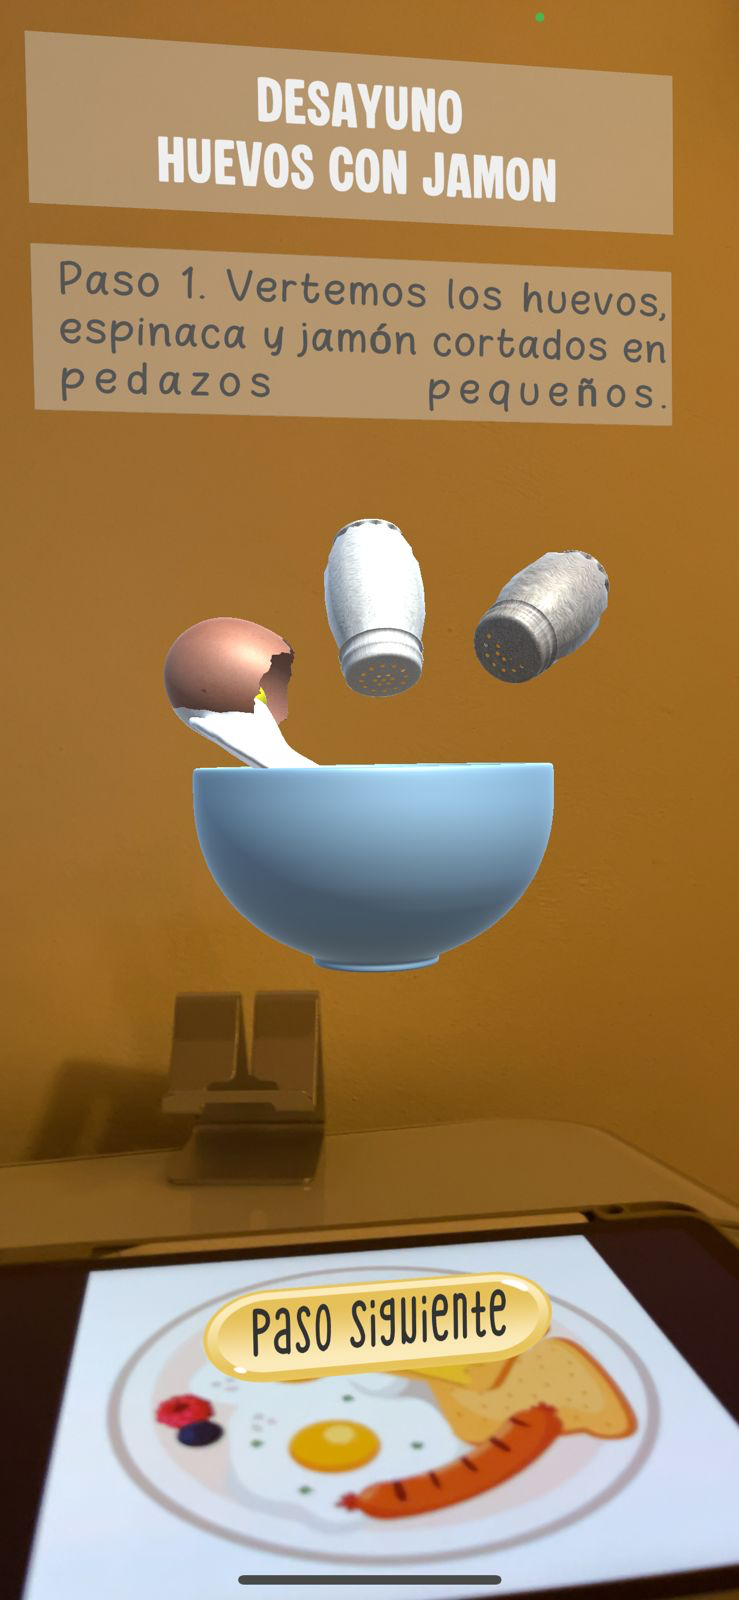 DESAYUNO
HUEVOS CON JAMON
Paso 1. Vertemos los huevos,
espinaca y jamón cortados en
pedazos pequeños.
Paso siguiente